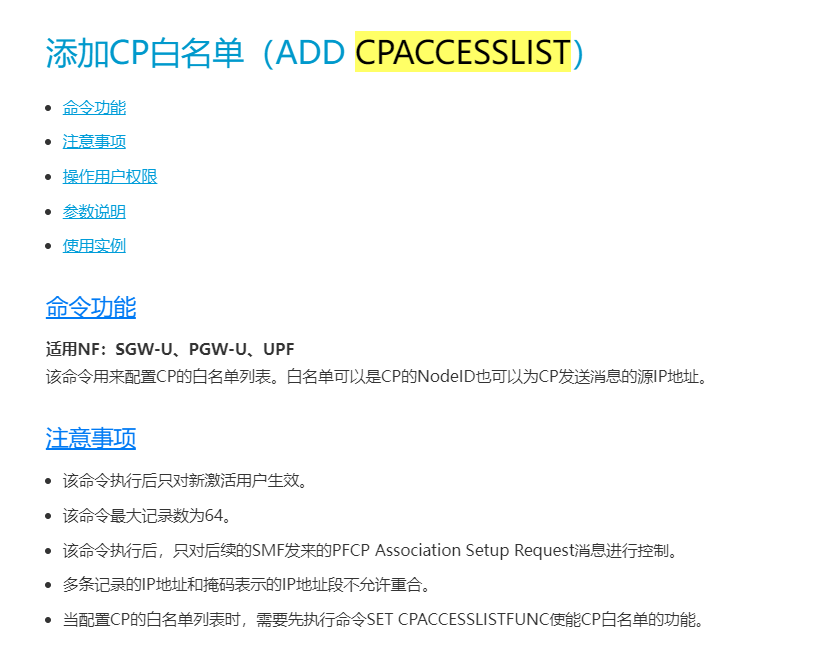 添加CP白名单（ADD CPACCESSLIST）
命令功能
注意事项
操作用户权限
参数说明
使用实例
命令功能
适用NF：SGW-U、PGW-U、UPF
该命令用来配置CP的白名单列表。白名单可以是CP的NodeID也可以为CP发送消息的源IP地址。
注意事项
该命令执行后只对新激活用户生效。
该命令最大记录数为64。
该命令执行后，只对后续的SMF发来的PFCP Association Setup Request消息进行控制。
多条记录的IP地址和掩码表示的IP地址段不允许重合。
当配置CP的白名单列表时，需要先执行命令SET CPACCESSLISTFUNC使能CP白名单的功能。